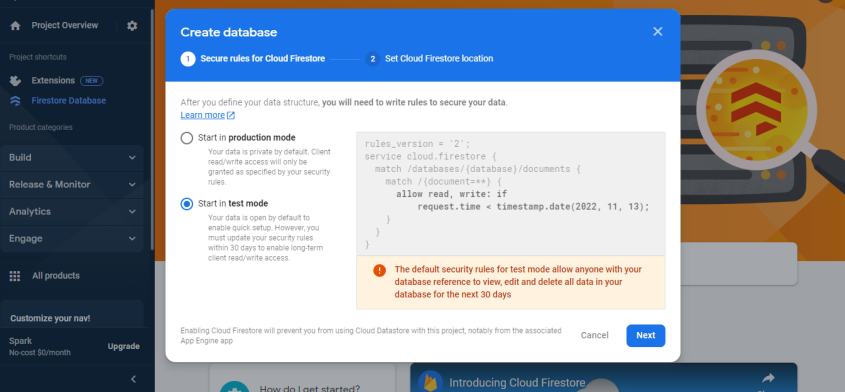 Project Overview
Project shortcuts
Extensions NEW
Firestore Database
Product categories
Build
Release & Monitor
Analytics
Engage
All products
Customize your nav!
Spark
No-cost $0/month
Upgrade
Create database
1 Secure rules for Cloud Firestore
2 Set Cloud Firestore location
After you define your data structure, you will need to write rules to secure your data.
Learn more
Start in production mode
Your data is private by default. Client
read/write access will only be
granted as specified by your security
rules.
Start in test mode
Your data is open by default to
enable quick setup. However, you
must update your security rules
within 30 days to enable long-term
client read/write access.
rules_version = '2';
service cloud.firestore {
match /databases/{database}/documents {
match /{document=**} {
allow read, write: if
request.time < timestamp.date(2022, 11, 13);
}
}
}
The default security rules for test mode allow anyone with your
database reference to view, edit and delete all data in your
database for the next 30 days
Enabling Cloud Firestore will prevent you from using Cloud Datastore with this project, notably from the associated
App Engine app
Cancel
Next
How do I get started?
Introducing Cloud Firestore